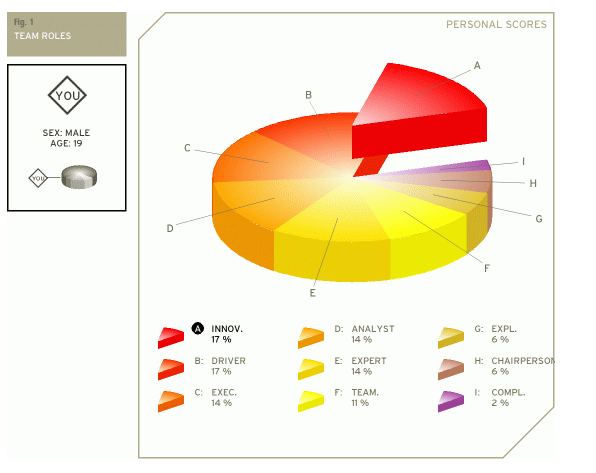 Fig. 1
TEAM ROLES
YOU
SEX: MALE
AGE: 19
YOU
PERSONAL SCORES
A
B
C
D
E
F
G
H
I
A INNOV.
17 %
B: DRIVER
17 %
C: EXEC.
14 %
D: ANALYST
14 %
E: EXPERT
14 %
F: TEAM.
11 %
G: EXPL.
6 %
H: CHAIRPERSON
6 %
I: COMPL.
2 %